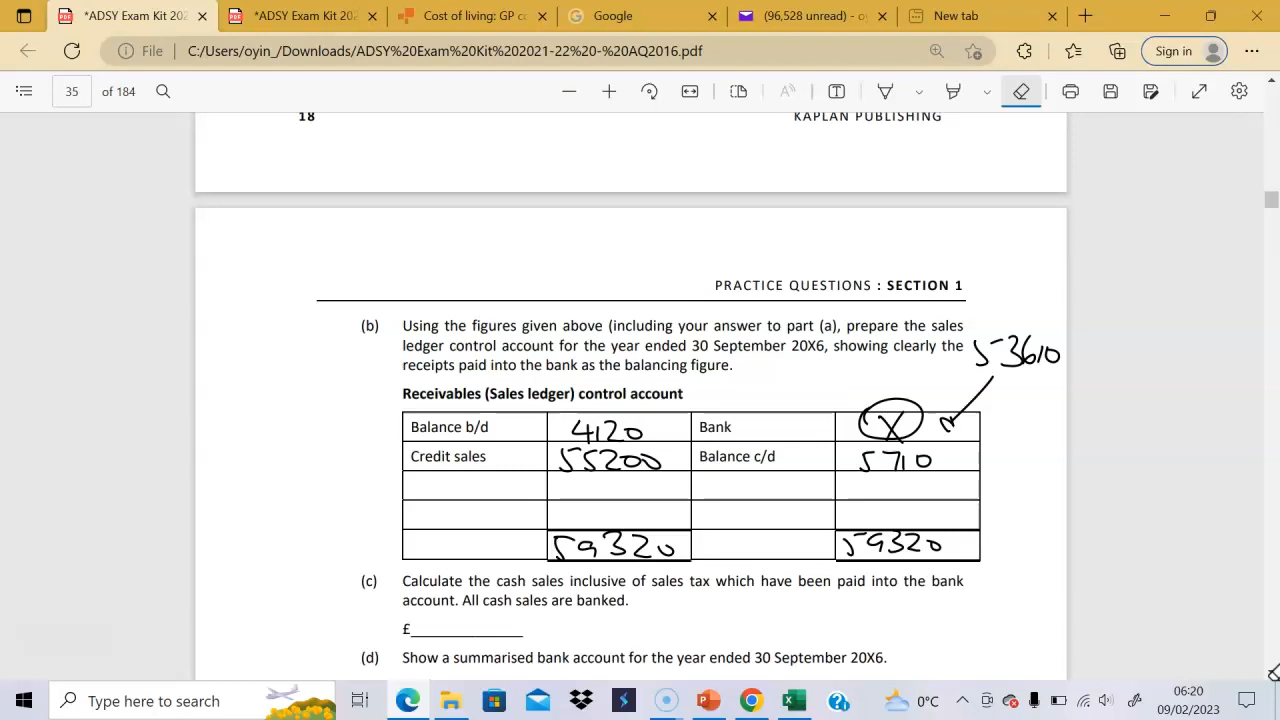 *ADSY Exam Kit 202
*ADSY Exam Kit 202
Cost of living: GP co
Google
(96,528 unread) - oy
New tab
File
C:/Users/oyin_/Downloads/ADSY%20Exam%20Kit%202021-22%20-%20AQ2016.pdf
Sign in
35 of 184
18
KAPLAN PUBLISHING
PRACTICE QUESTIONS : SECTION 1
(b) Using the figures given above (including your answer to part (a), prepare the sales
ledger control account for the year ended 30 September 20X6, showing clearly the
receipts paid into the bank as the balancing figure.
53610
Receivables (Sales ledger) control account
Balance b/d 4120 Bank X
Credit sales 55200 Balance c/d 5710
59320 59320
(c) Calculate the cash sales inclusive of sales tax which have been paid into the bank
account. All cash sales are banked.
£____________
(d) Show a summarised bank account for the year ended 30 September 20X6.
Type here to search
0°C
06:20
09/02/2023